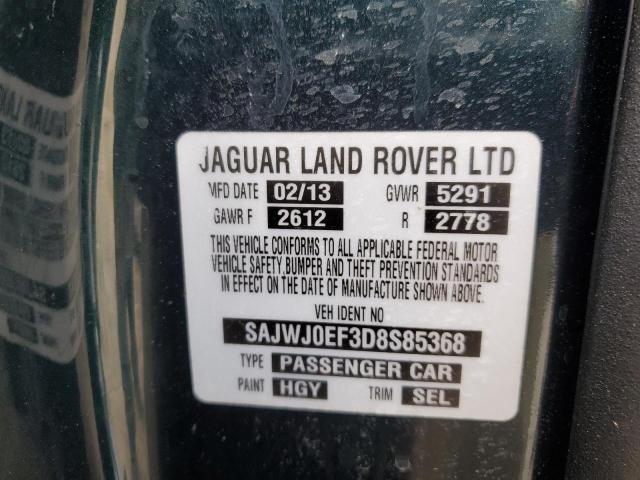 JAGUAR LAND ROVER LTD
MFD DATE 02/13 GVWR 5291
GAWR F 2612 R 2778
THIS VEHICLE CONFORMS TO ALL APPLICABLE FEDERAL MOTOR
VEHICLE SAFETY, BUMPER AND THEFT PREVENTION STANDARDS
IN EFFECT ON THE DATE OF MANUFACTURE SHOWN ABOVE.
VEH IDENT NO
SAJWJ0EF3D8S85368
TYPE PASSENGER CAR
PAINT HGY TRIM SEL